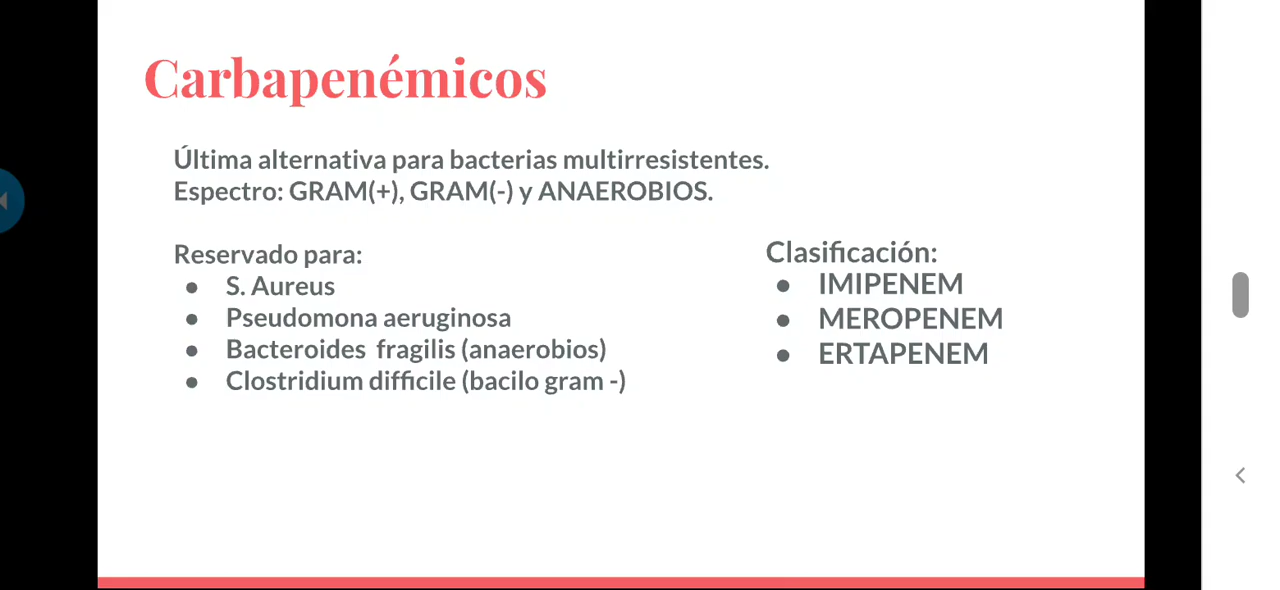 Carbapenémicos
Última alternativa para bacterias multirresistentes.
Espectro: GRAM(+), GRAM(-) y ANAEROBIOS.
Reservado para:
● S. Aureus
● Pseudomona aeruginosa
● Bacteroides fragilis (anaerobios)
● Clostridium difficile (bacilo gram -)
Clasificación:
● IMIPENEM
● MEROPENEM
● ERTAPENEM